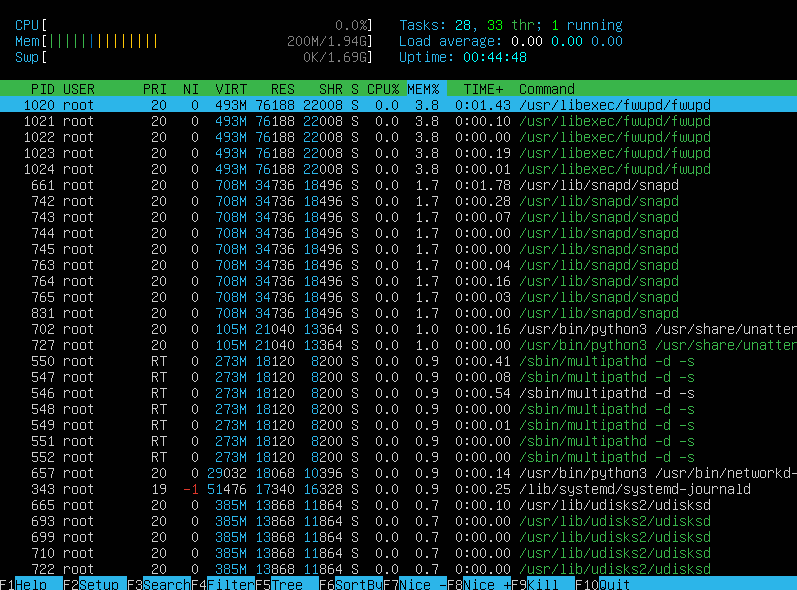 CPU[ 0.0%] Tasks: 28, 33 thr; 1 running
Mem[|||||||||||||| 200M/1.94G] Load average: 0.00 0.00 0.00
Swp[ 0K/1.69G] Uptime: 00:44:48
PID USER PRI NI VIRT RES SHR S CPU% MEM% TIME+ Command
1020 root 20 0 493M 76188 22008 S 0.0 3.8 0:01.43 /usr/libexec/fwupd/fwupd
1021 root 20 0 493M 76188 22008 S 0.0 3.8 0:00.10 /usr/libexec/fwupd/fwupd
1022 root 20 0 493M 76188 22008 S 0.0 3.8 0:00.00 /usr/libexec/fwupd/fwupd
1023 root 20 0 493M 76188 22008 S 0.0 3.8 0:00.19 /usr/libexec/fwupd/fwupd
1024 root 20 0 493M 76188 22008 S 0.0 3.8 0:00.01 /usr/libexec/fwupd/fwupd
661 root 20 0 708M 34736 18496 S 0.0 1.7 0:01.78 /usr/lib/snapd/snapd
742 root 20 0 708M 34736 18496 S 0.0 1.7 0:00.28 /usr/lib/snapd/snapd
743 root 20 0 708M 34736 18496 S 0.0 1.7 0:00.07 /usr/lib/snapd/snapd
744 root 20 0 708M 34736 18496 S 0.0 1.7 0:00.00 /usr/lib/snapd/snapd
745 root 20 0 708M 34736 18496 S 0.0 1.7 0:00.00 /usr/lib/snapd/snapd
763 root 20 0 708M 34736 18496 S 0.0 1.7 0:00.04 /usr/lib/snapd/snapd
764 root 20 0 708M 34736 18496 S 0.0 1.7 0:00.16 /usr/lib/snapd/snapd
765 root 20 0 708M 34736 18496 S 0.0 1.7 0:00.03 /usr/lib/snapd/snapd
831 root 20 0 708M 34736 18496 S 0.0 1.7 0:00.00 /usr/lib/snapd/snapd
702 root 20 0 105M 21040 13364 S 0.0 1.0 0:00.16 /usr/bin/python3 /usr/share/unatten
727 root 20 0 105M 21040 13364 S 0.0 1.0 0:00.00 /usr/bin/python3 /usr/share/unatten
550 root RT 0 273M 18120 8200 S 0.0 0.9 0:00.41 /sbin/multipathd -d -s
547 root RT 0 273M 18120 8200 S 0.0 0.9 0:00.08 /sbin/multipathd -d -s
546 root RT 0 273M 18120 8200 S 0.0 0.9 0:00.54 /sbin/multipathd -d -s
548 root RT 0 273M 18120 8200 S 0.0 0.9 0:00.00 /sbin/multipathd -d -s
549 root RT 0 273M 18120 8200 S 0.0 0.9 0:00.01 /sbin/multipathd -d -s
551 root RT 0 273M 18120 8200 S 0.0 0.9 0:00.00 /sbin/multipathd -d -s
552 root RT 0 273M 18120 8200 S 0.0 0.9 0:00.00 /sbin/multipathd -d -s
657 root 20 0 29032 18068 10396 S 0.0 0.9 0:00.14 /usr/bin/python3 /usr/bin/networkd-
343 root 19 -1 51476 17340 16328 S 0.0 0.9 0:00.25 /lib/systemd/systemd-journald
665 root 20 0 385M 13868 11864 S 0.0 0.7 0:00.10 /usr/lib/udisks2/udisksd
693 root 20 0 385M 13868 11864 S 0.0 0.7 0:00.00 /usr/lib/udisks2/udisksd
699 root 20 0 385M 13868 11864 S 0.0 0.7 0:00.00 /usr/lib/udisks2/udisksd
710 root 20 0 385M 13868 11864 S 0.0 0.7 0:00.00 /usr/lib/udisks2/udisksd
722 root 20 0 385M 13868 11864 S 0.0 0.7 0:00.00 /usr/lib/udisks2/udisksd
F1Help F2Setup F3SearchF4FilterF5Tree F6SortByF7Nice -F8Nice +F9Kill F10Quit